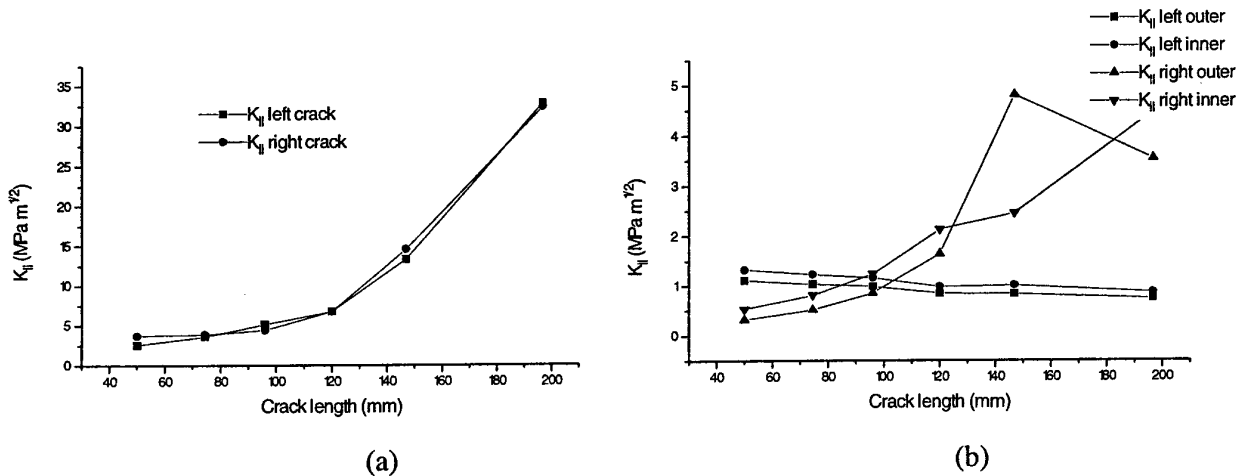 K_II left crack
K_II right crack
K_II (MPa m^1/2)
35
30
25
20
15
10
5
0
40 60 80 100 120 140 160 180 200
Crack length (mm)
(a)
K_II left outer
K_II left inner
K_II right outer
K_II right inner
K_II (MPa m^1/2)
5
4
3
2
1
0
40 60 80 100 120 140 160 180 200
Crack length (mm)
(b)